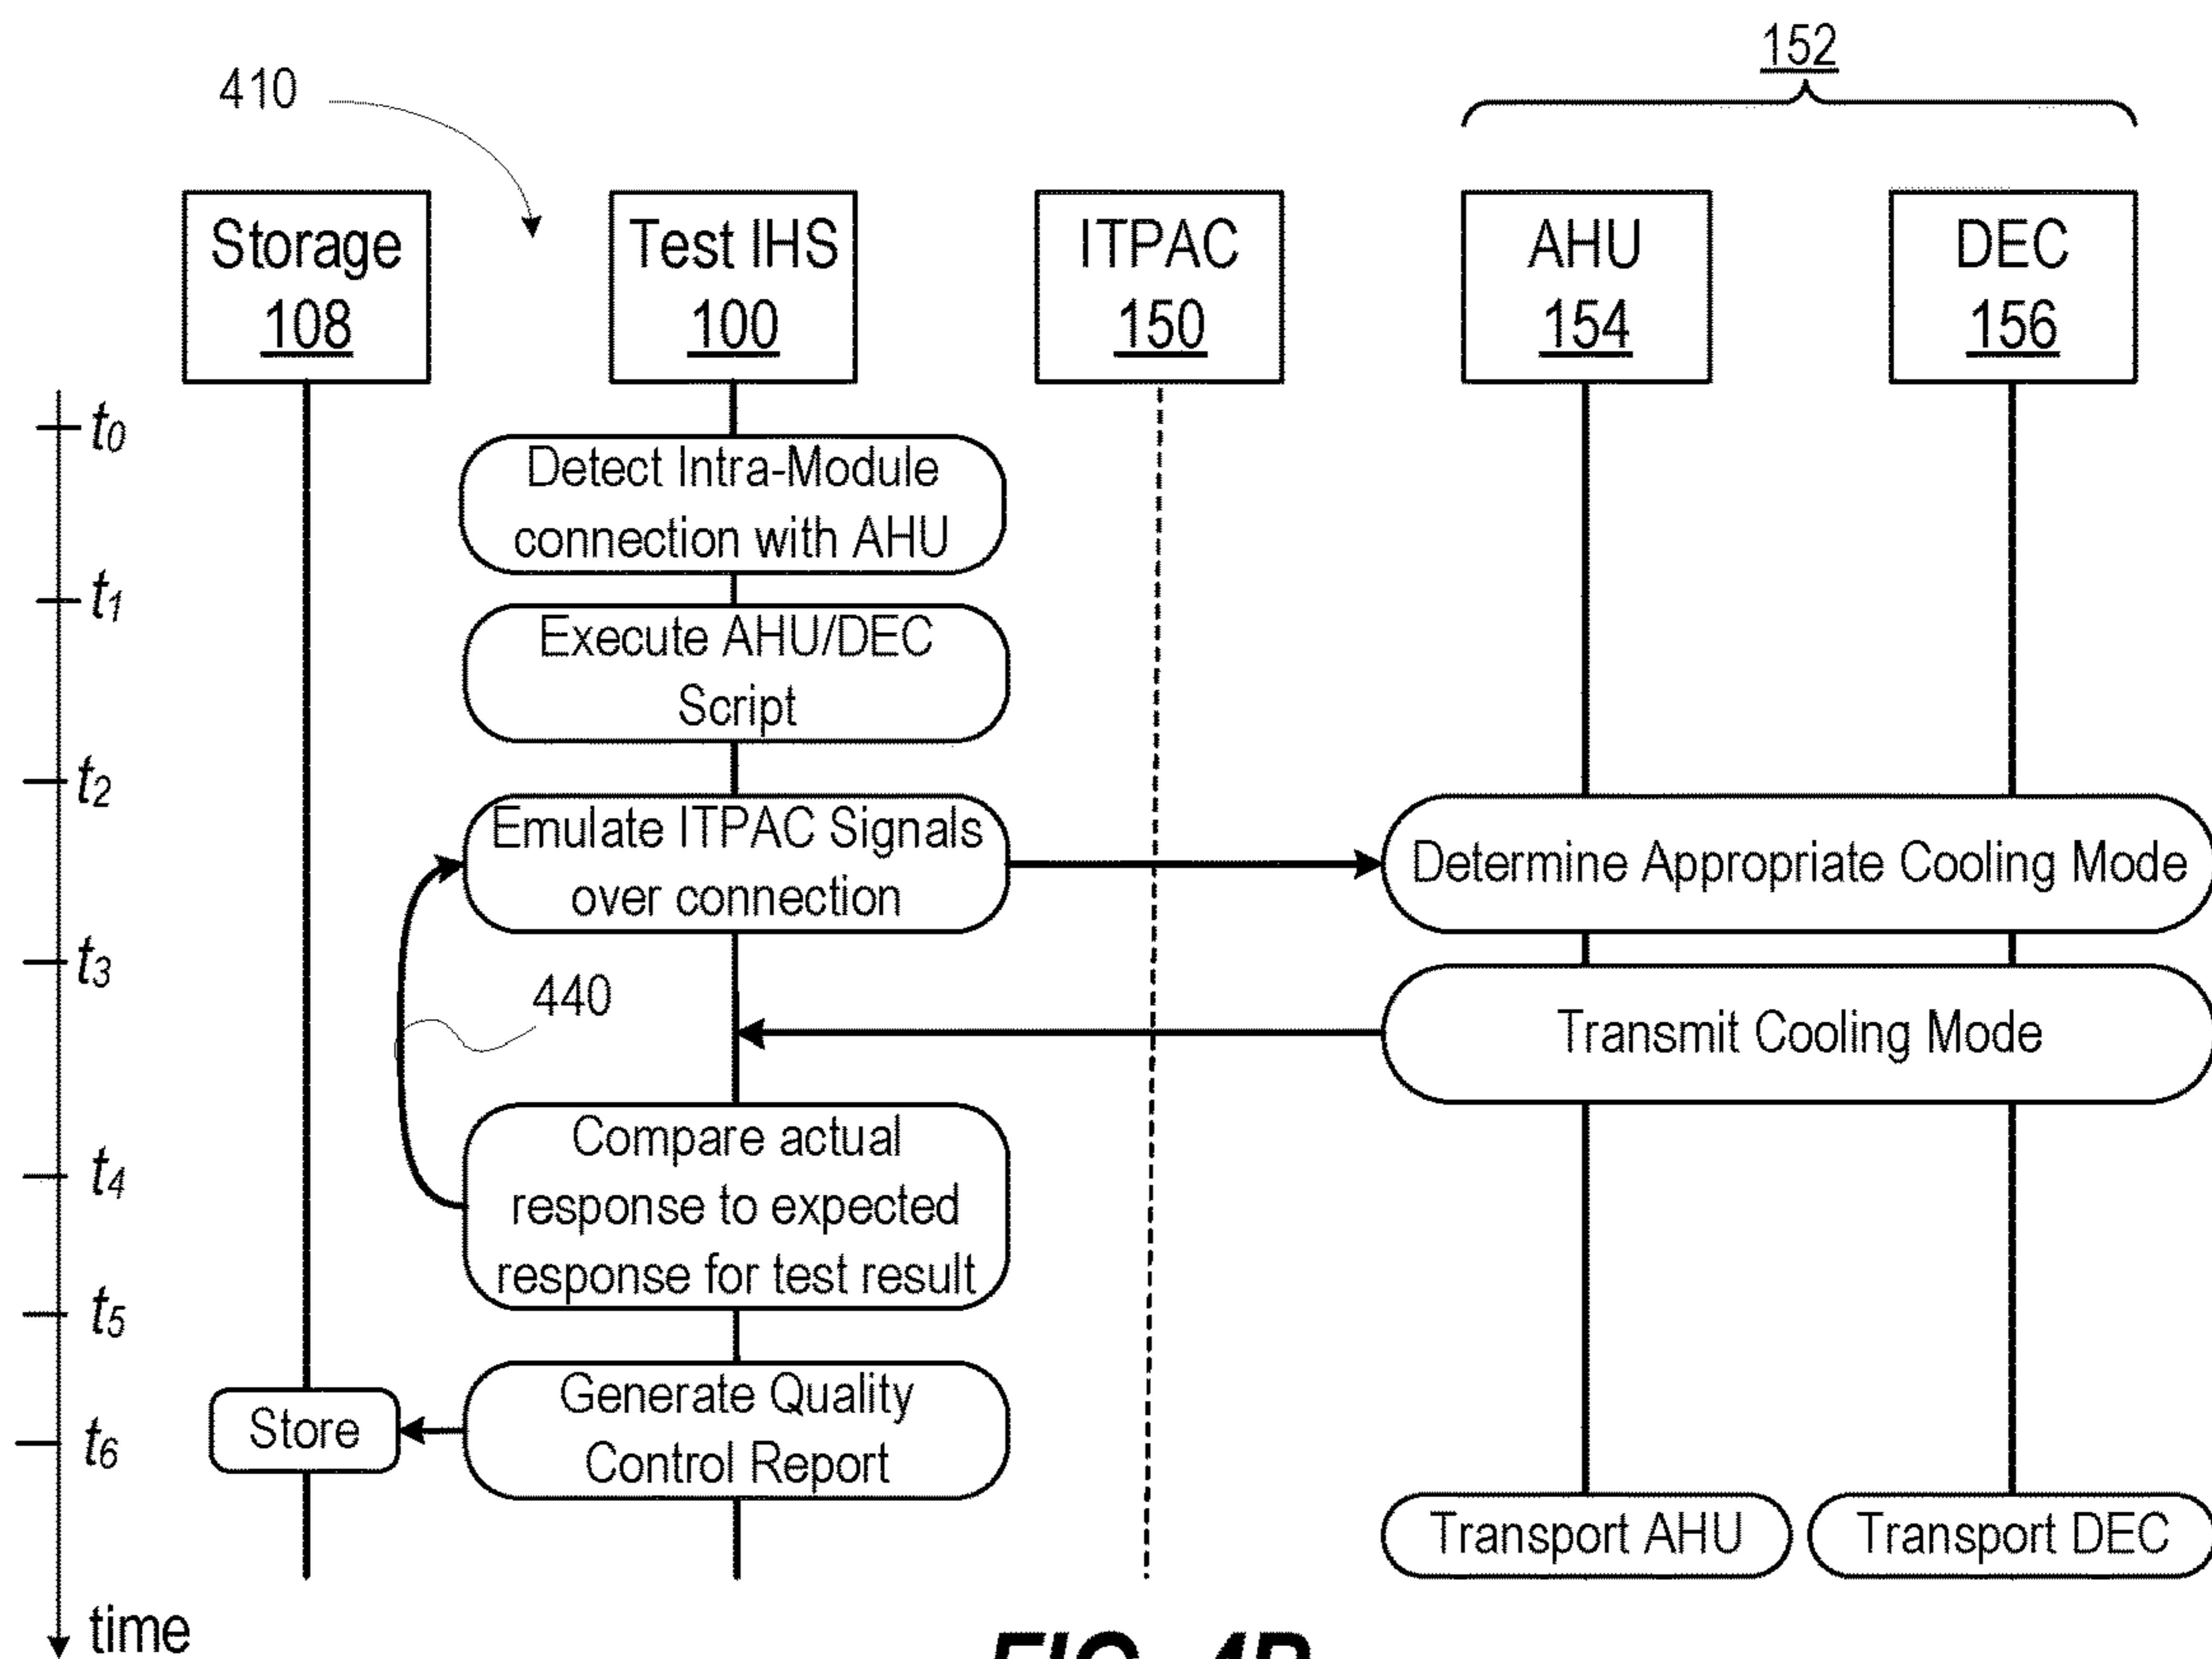 152
410
Storage
108
Test IHS
100
ITPAC
150
AHU
154
DEC
156
t0
Detect Intra-Module
connection with AHU
t1
Execute AHU/DEC
Script
t2
Emulate ITPAC Signals
over connection
Determine Appropriate Cooling Mode
t3
440
Transmit Cooling Mode
Compare actual
response to expected
response for test result
t4
t5
Generate Quality
Control Report
Store
t6
Transport AHU
Transport DEC
time
FIG. 4B